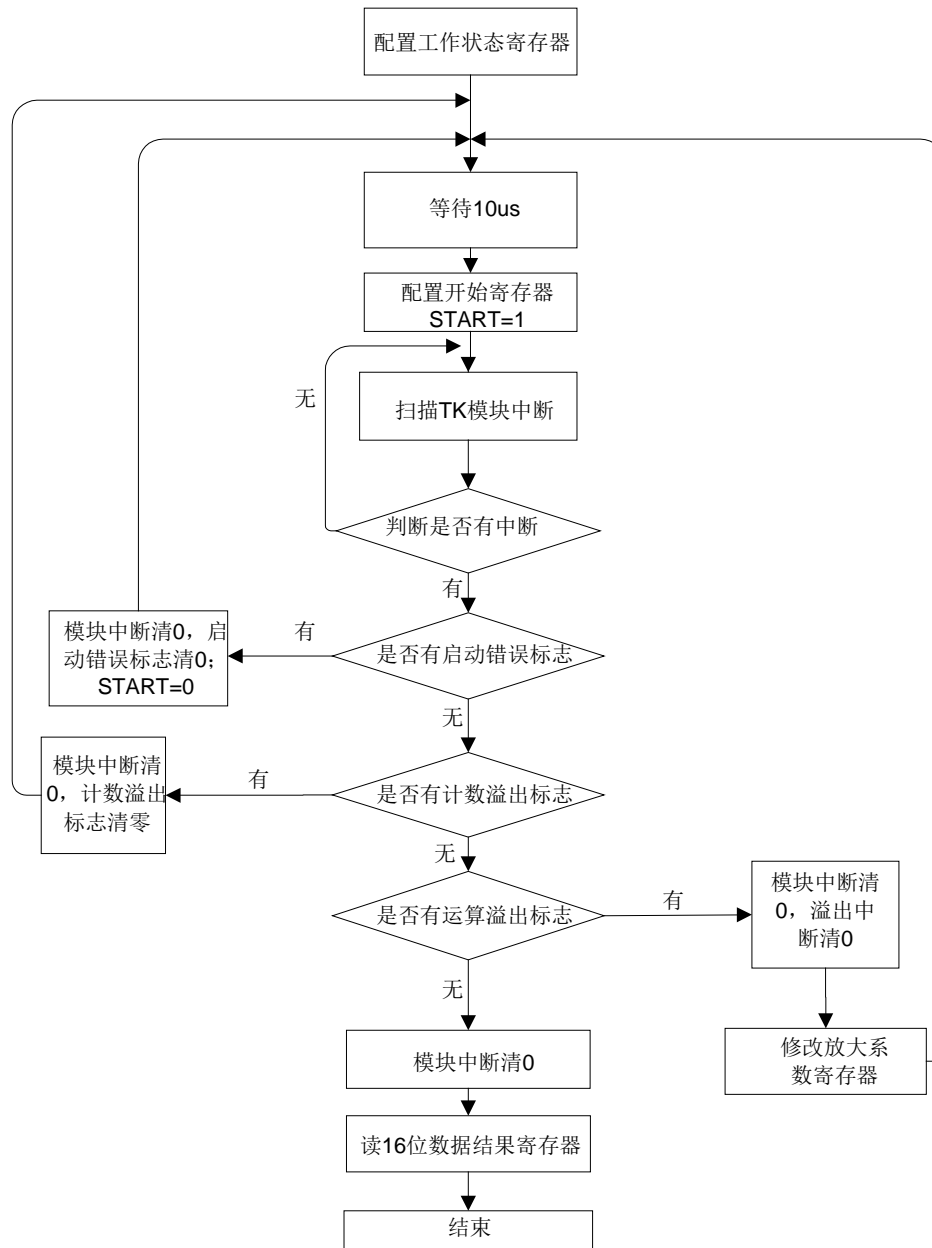 配置工作状态寄存器
等待10us
配置开始寄存器
START=1
无
扫描TK模块中断
判断是否有中断
有
模块中断清0，启
动错误标志清0；
START=0
有
是否有启动错误标志
无
模块中断清
0，计数溢出
标志清零
有
是否有计数溢出标志
无
是否有运算溢出标志
有
模块中断清
0，溢出中
断清0
无
模块中断清0
修改放大系
数寄存器
读16位数据结果寄存器
结束